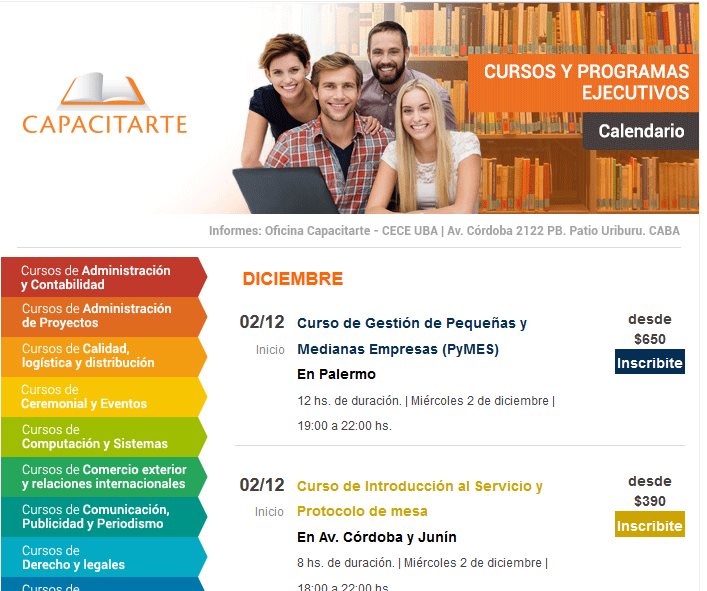 CAPACITARTE
CURSOS Y PROGRAMAS
EJECUTIVOS
Calendario
Informes: Oficina Capacitarte - CECE UBA | Av. Córdoba 2122 PB. Patio Uriburu. CABA
Cursos de Administración
y Contabilidad
Cursos de Administración
de Proyectos
Cursos de Calidad,
logística y distribución
Cursos de
Ceremonial y Eventos
Cursos de
Computación y Sistemas
Cursos de Comercio exterior
y relaciones internacionales
Cursos de Comunicación,
Publicidad y Periodismo
Cursos de
Derecho y legales
Cursos de
DICIEMBRE
02/12
Inicio
Curso de Gestión de Pequeñas y
Medianas Empresas (PyMES)
En Palermo
12 hs. de duración. | Miércoles 2 de diciembre |
19:00 a 22:00 hs.
desde
$650
Inscribite
02/12
Inicio
Curso de Introducción al Servicio y
Protocolo de mesa
En Av. Córdoba y Junín
8 hs. de duración. | Miércoles 2 de diciembre |
18:00 a 22:00 hs.
desde
$390
Inscribite